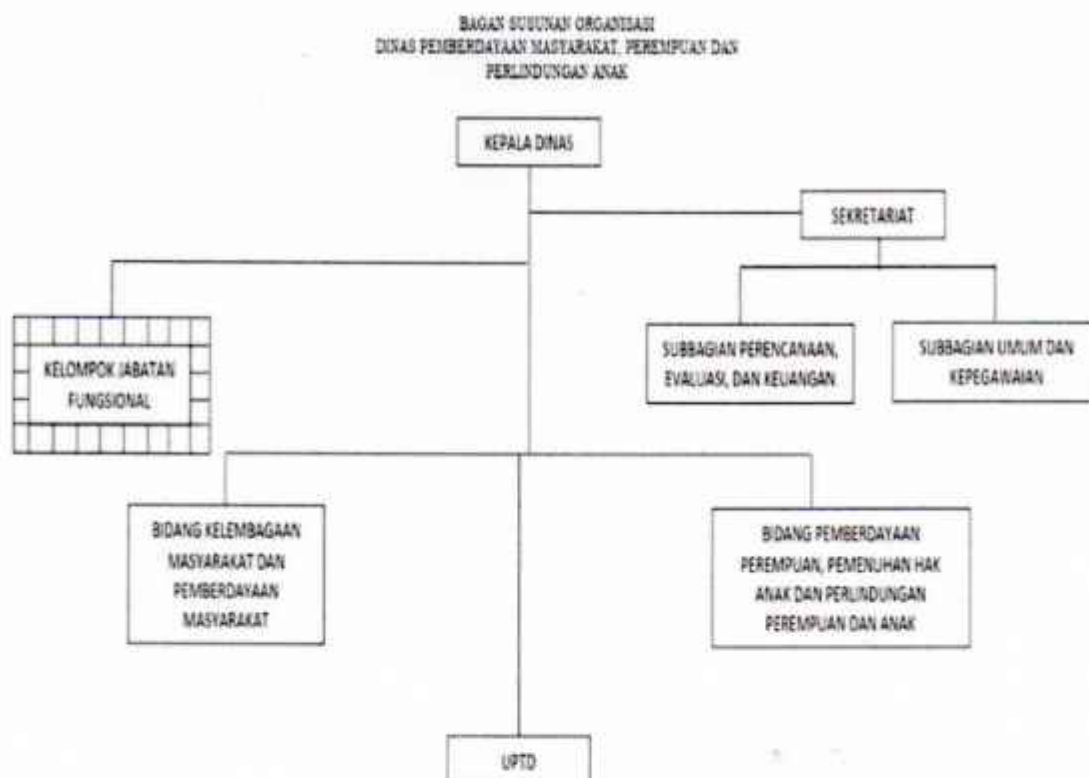 BAGAN SUSUNAN ORGANISASI
DINAS PEMBERDAYAAN MASYARAKAT, PEREMPUAN DAN
PERLINDUNGAN ANAK
KEPALA DINAS
SEKRETARIAT
SUBBAGIAN PERENCANAAN,
EVALUASI, DAN KEUANGAN
SUBBAGIAN UMUM DAN
KEPEGAWAIAN
KELOMPOK JABATAN
FUNGSIONAL
BIDANG KELEMBAGAAN
MASYARAKAT DAN
PEMBERDAYAAN
MASYARAKAT
BIDANG PEMBERDAYAAN
PEREMPUAN, PEMENUHAN HAK
ANAK DAN PERLINDUNGAN
PEREMPUAN DAN ANAK
UPTD